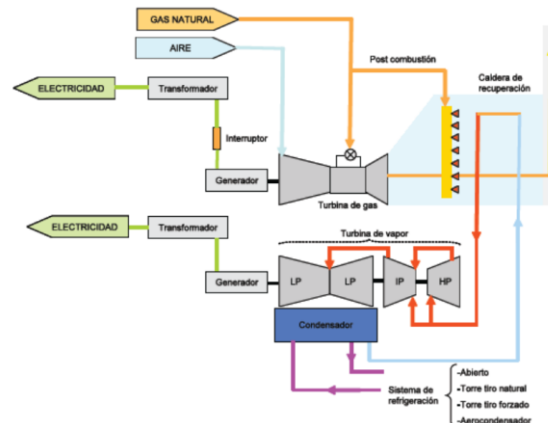 GAS NATURAL
AIRE
Post combustión
Caldera de
recuperación
ELECTRICIDAD
Transformador
Interruptor
Generador
Turbina de gas
ELECTRICIDAD
Transformador
Turbina de vapor
Generador
LP
LP
IP
HP
Condensador
Sistema de
refrigeración
-Abierto
-Torre tiro natural
-Torre tiro forzado
-Aerocondensador